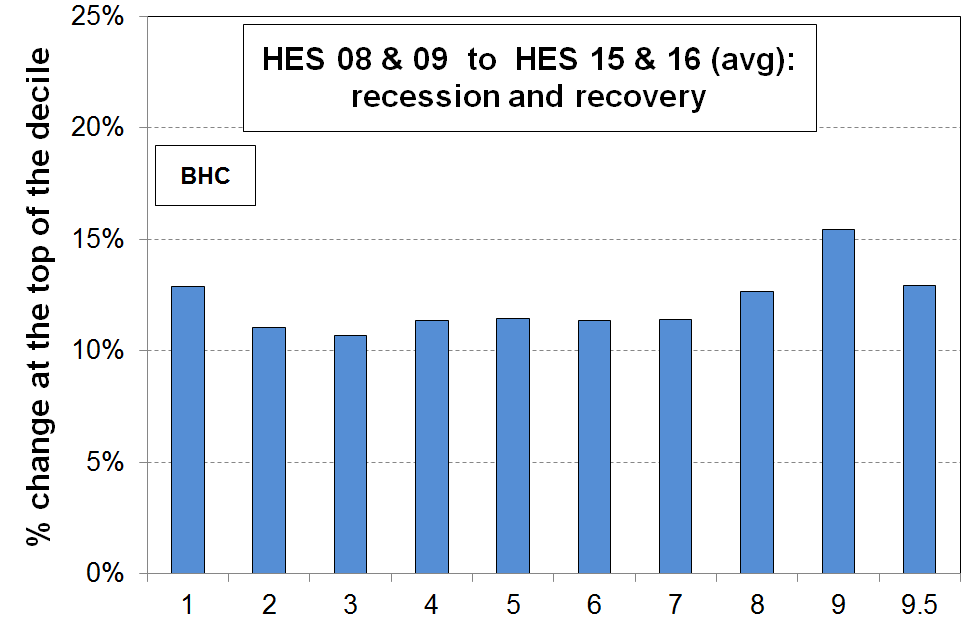 HES 08 & 09 to HES 15 & 16 (avg):
recession and recovery
BHC
% change at the top of the decile
25%
20%
15%
10%
5%
0%
1 2 3 4 5 6 7 8 9 9.5